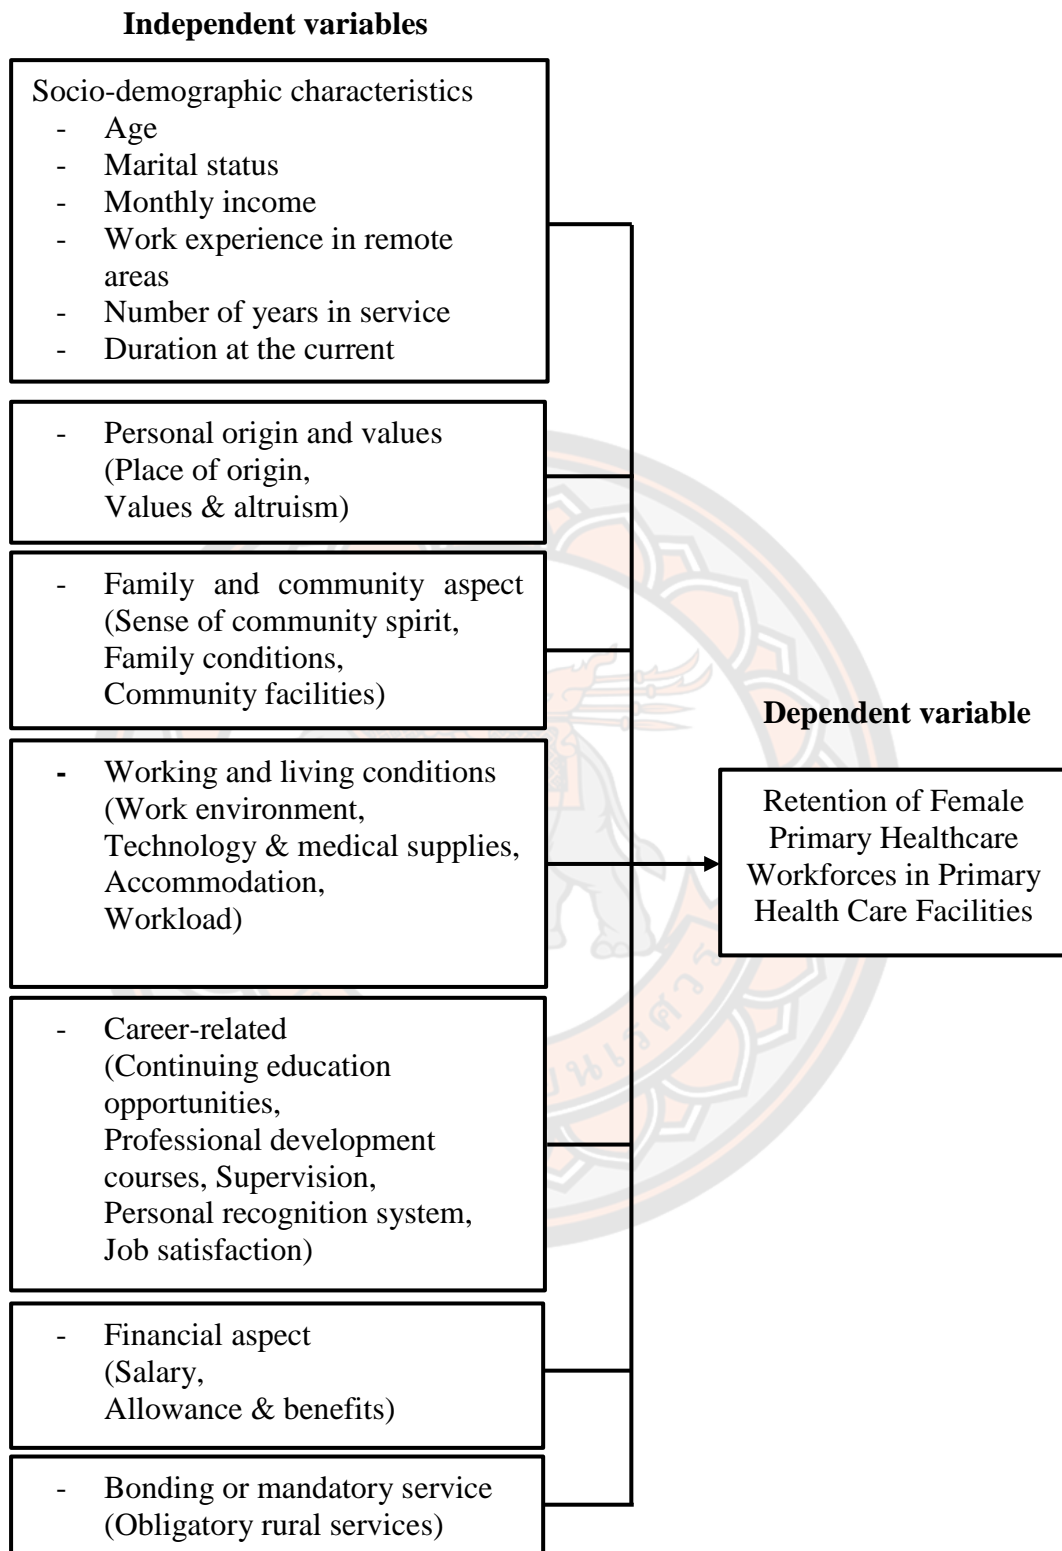 Independent variables
Socio-demographic characteristics
- Age
- Marital status
- Monthly income
- Work experience in remote
areas
- Number of years in service
- Duration at the current
- Personal origin and values
(Place of origin,
Values & altruism)
- Family and community aspect
(Sense of community spirit,
Family conditions,
Community facilities)
- Working and living conditions
(Work environment,
Technology & medical supplies,
Accommodation,
Workload)
- Career-related
(Continuing education
opportunities,
Professional development
courses, Supervision,
Personal recognition system,
Job satisfaction)
- Financial aspect
(Salary,
Allowance & benefits)
- Bonding or mandatory service
(Obligatory rural services)
Dependent variable
Retention of Female
Primary Healthcare
Workforces in Primary
Health Care Facilities